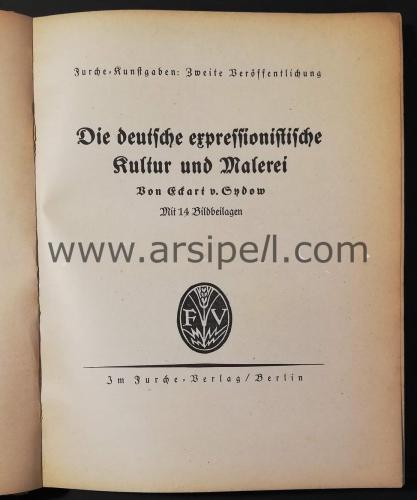 Furche-Kunstgaben: Zweite Veröffentlichung
Die deutsche expressionistische
Kultur und Malerei
Von Eckart v. Sydow
Mit 14 Bildbeilagen
www.arsipell.com
F V
Im Furche-Verlag/Berlin